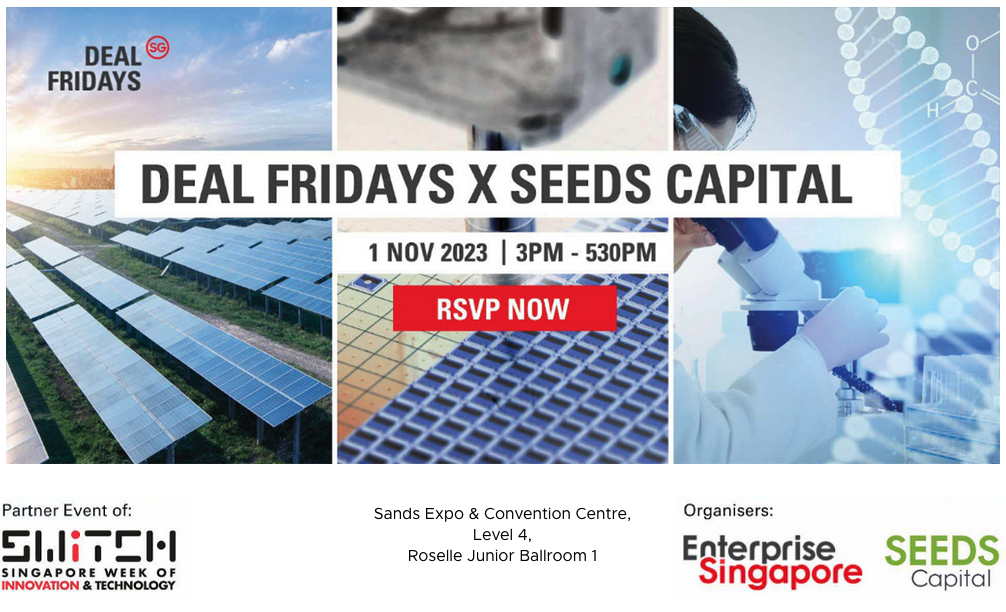 DEAL SG
FRIDAYS
DEAL FRIDAYS X SEEDS CAPITAL
1 NOV 2023 | 3PM - 530PM
RSVP NOW
O
C
H
Partner Event of:
SWiTCH
SINGAPORE WEEK OF
INNOVATION & TECHNOLOGY
Sands Expo & Convention Centre,
Level 4,
Roselle Junior Ballroom 1
Organisers:
Enterprise
Singapore
SEEDS
Capital